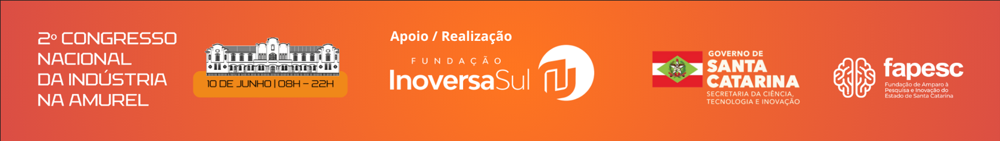 2º CONGRESSO
NACIONAL
DA INDÚSTRIA
NA AMUREL
10 DE JUNHO | 08H – 22H
Apoio / Realização
FUNDAÇÃO
InoversaSul
GOVERNO DE
SANTA
CATARINA
SECRETARIA DA CIÊNCIA,
TECNOLOGIA E INOVAÇÃO
fapesc
Fundação de Amparo à
Pesquisa e Inovação do
Estado de Santa Catarina